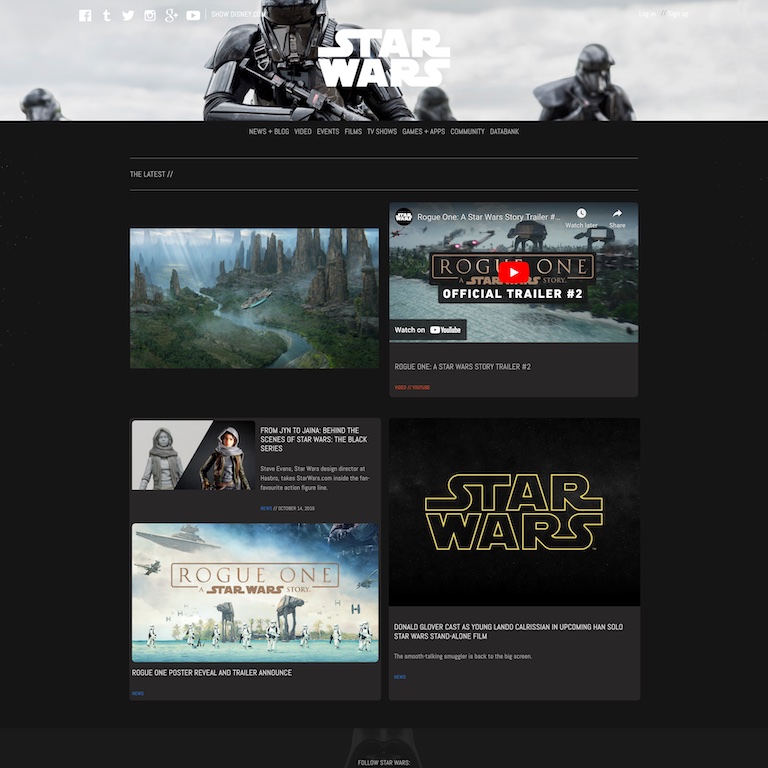 SHOW DISNEY.COM
Log in // Sign up
STAR
WARS
NEWS + BLOG VIDEO EVENTS FILMS TV SHOWS GAMES + APPS COMMUNITY DATABANK
THE LATEST //
STAR WARS
Rogue One: A Star Wars Story Trailer #...
Watch later
Share
ROGUE ONE
A STAR WARS STORY
OFFICIAL TRAILER #2
Watch on YouTube
ROGUE ONE: A STAR WARS STORY TRAILER #2
VIDEO // YOUTUBE
FROM JYN TO JAINA: BEHIND THE
SCENES OF STAR WARS: THE BLACK
SERIES
Steve Evans, Star Wars design director at
Hasbro, takes StarWars.com inside the fan-
favourite action figure line.
NEWS // OCTOBER 14, 2016
ROGUE ONE
A STAR WARS STORY
ROGUE ONE POSTER REVEAL AND TRAILER ANNOUNCE
NEWS
STAR
WARS
TM
DONALD GLOVER CAST AS YOUNG LANDO CALRISSIAN IN UPCOMING HAN SOLO
STAR WARS STAND-ALONE FILM
The smooth-talking smuggler is back to the big screen.
NEWS
FOLLOW STAR WARS: